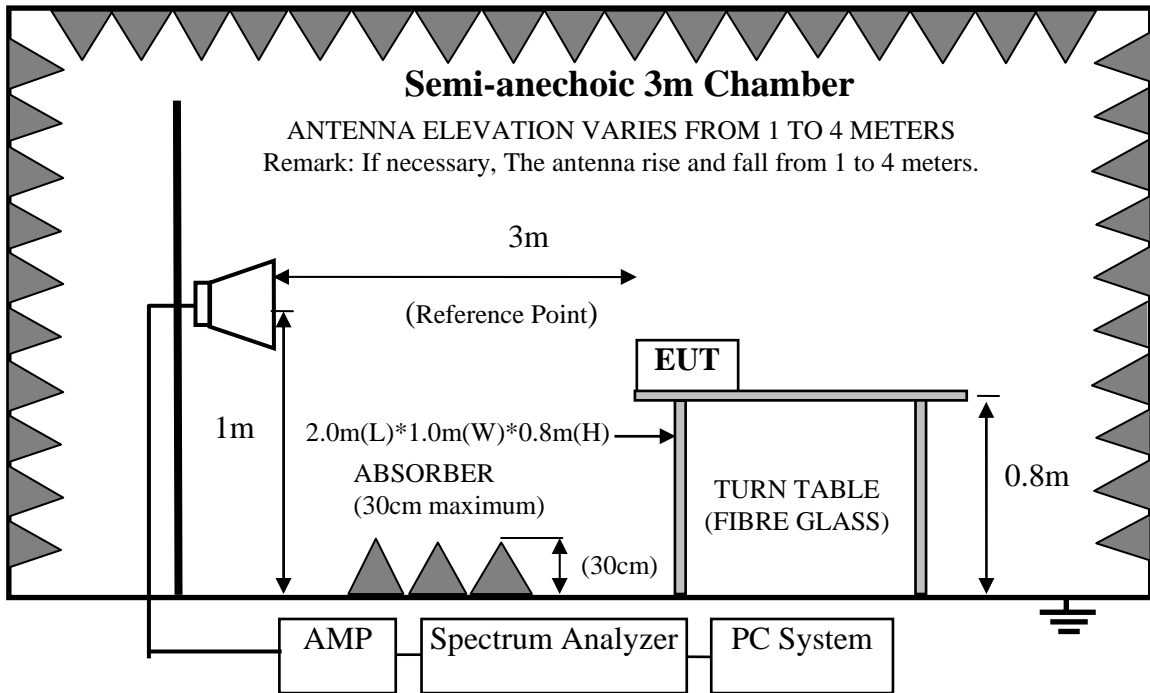 Semi-anechoic 3m Chamber
ANTENNA ELEVATION VARIES FROM 1 TO 4 METERS
Remark: If necessary, The antenna rise and fall from 1 to 4 meters.
3m
(Reference Point)
EUT
1m
2.0m(L)*1.0m(W)*0.8m(H)
ABSORBER
(30cm maximum)
TURN TABLE
(FIBRE GLASS)
0.8m
(30cm)
AMP
Spectrum Analyzer
PC System